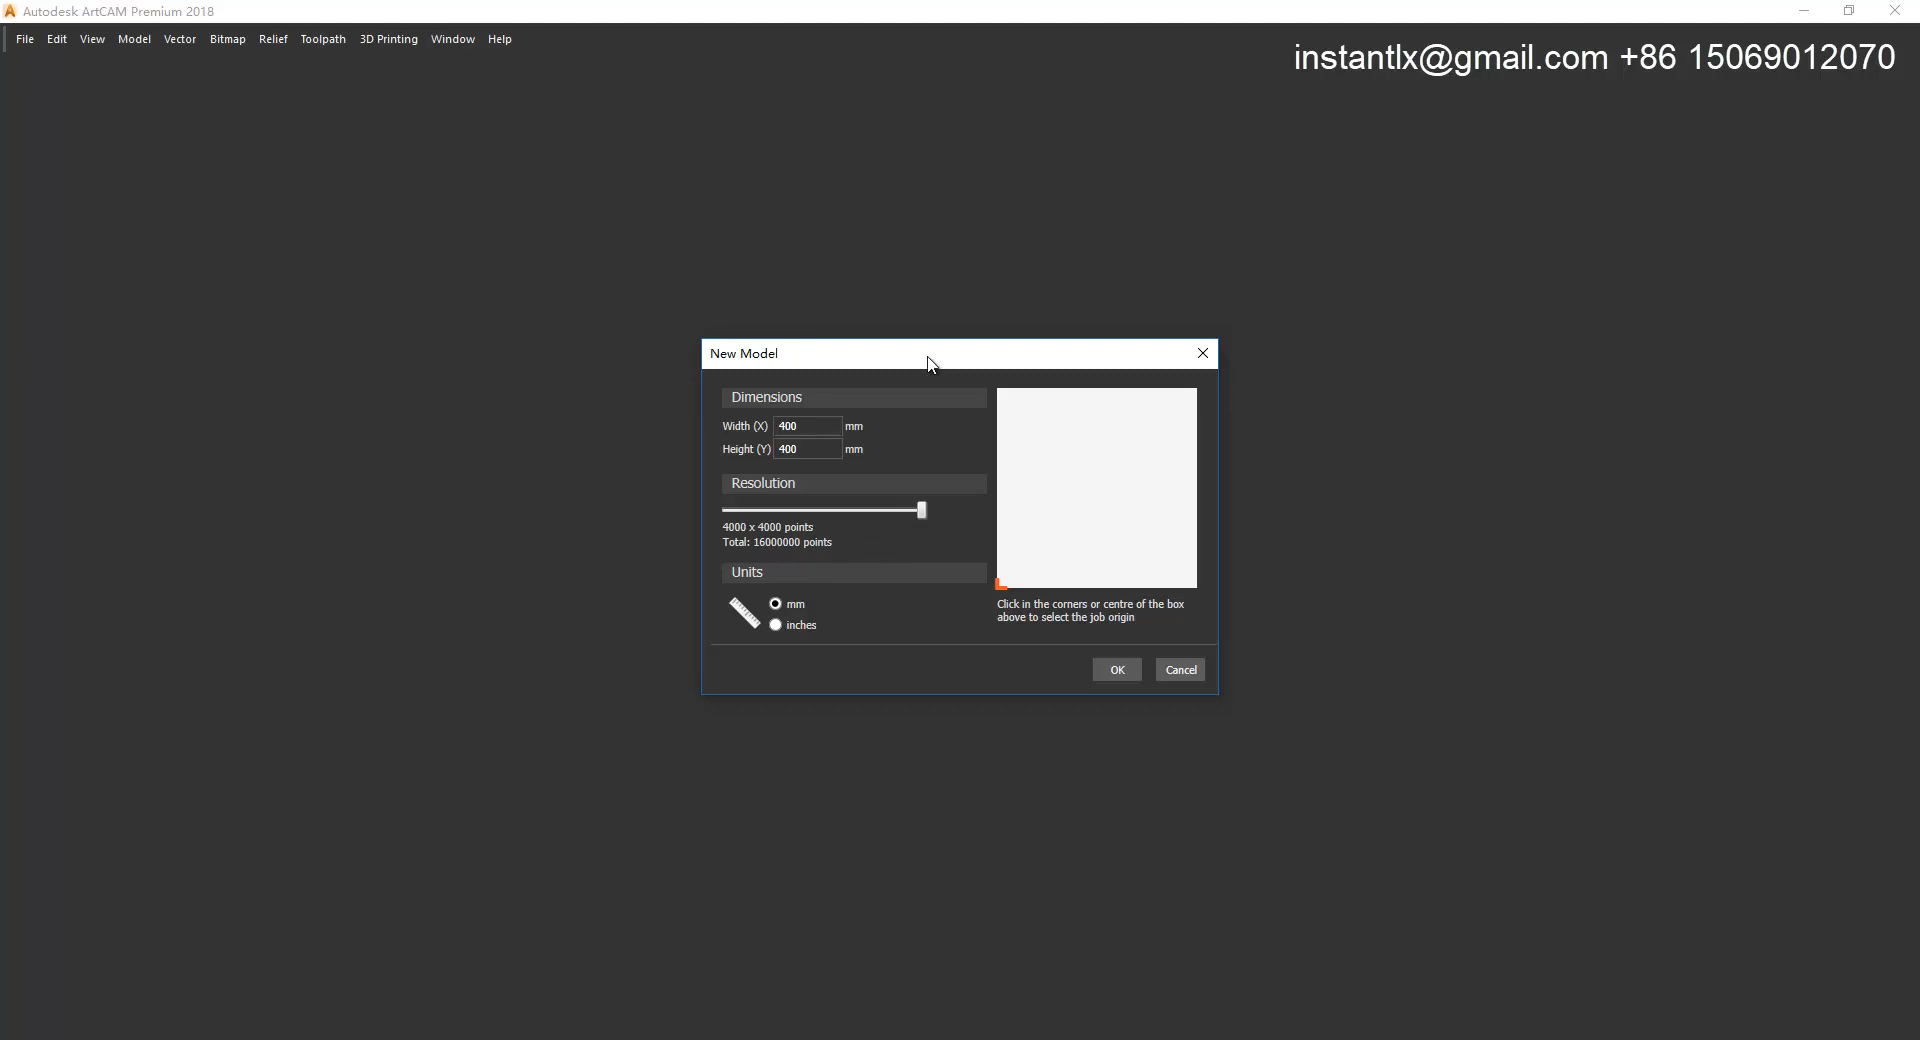 Autodesk ArtCAM Premium 2018
File Edit View Model Vector Bitmap Relief Toolpath 3D Printing Window Help
instantlx@gmail.com +86 15069012070
New Model
Dimensions
Width (X) 400 mm
Height (Y) 400 mm
Resolution
4000 x 4000 points
Total: 16000000 points
Units
mm
inches
Click in the corners or centre of the box
above to select the job origin
OK Cancel